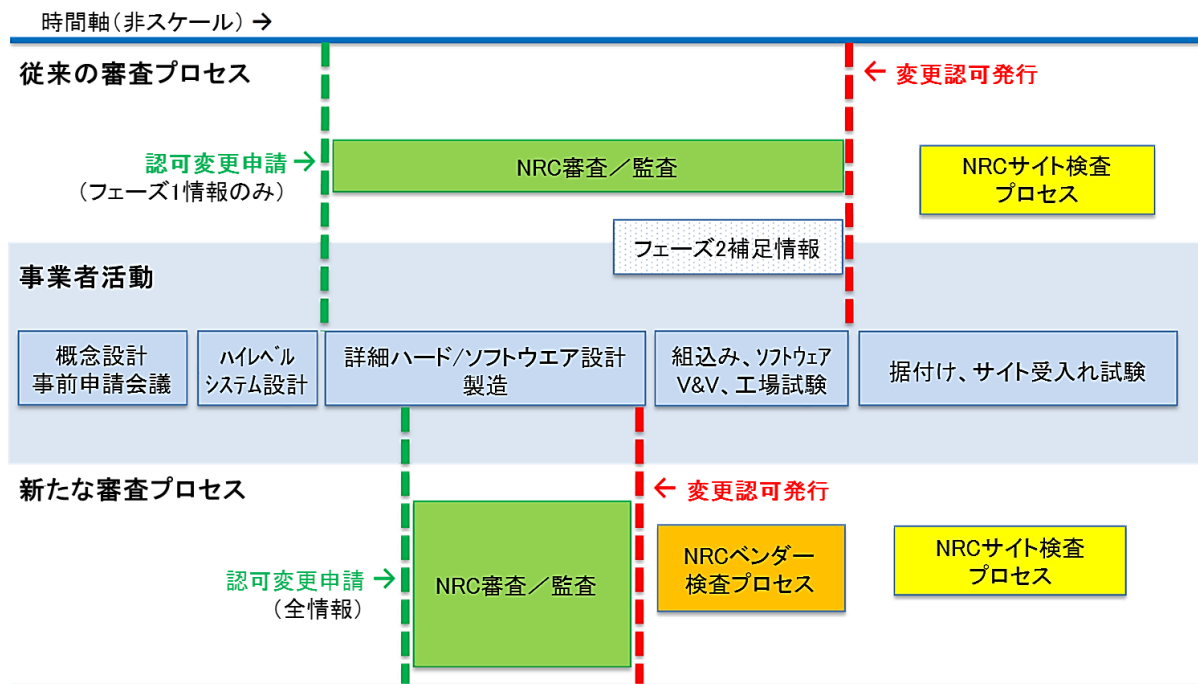 時間軸(非スケール) →
従来の審査プロセス
← 変更認可発行
認可変更申請 →
(フェーズ1情報のみ)
NRC審査／監査
NRCサイト検査
プロセス
フェーズ2補足情報
事業者活動
概念設計
事前申請会議
ﾊｲﾚﾍﾞﾙ
システム設計
詳細ハード/ソフトウエア設計
製造
組込み、ソフトウェア
V&V、工場試験
据付け、サイト受入れ試験
新たな審査プロセス
← 変更認可発行
認可変更申請 →
(全情報)
NRC審査／監査
NRCベンダー
検査プロセス
NRCサイト検査
プロセス